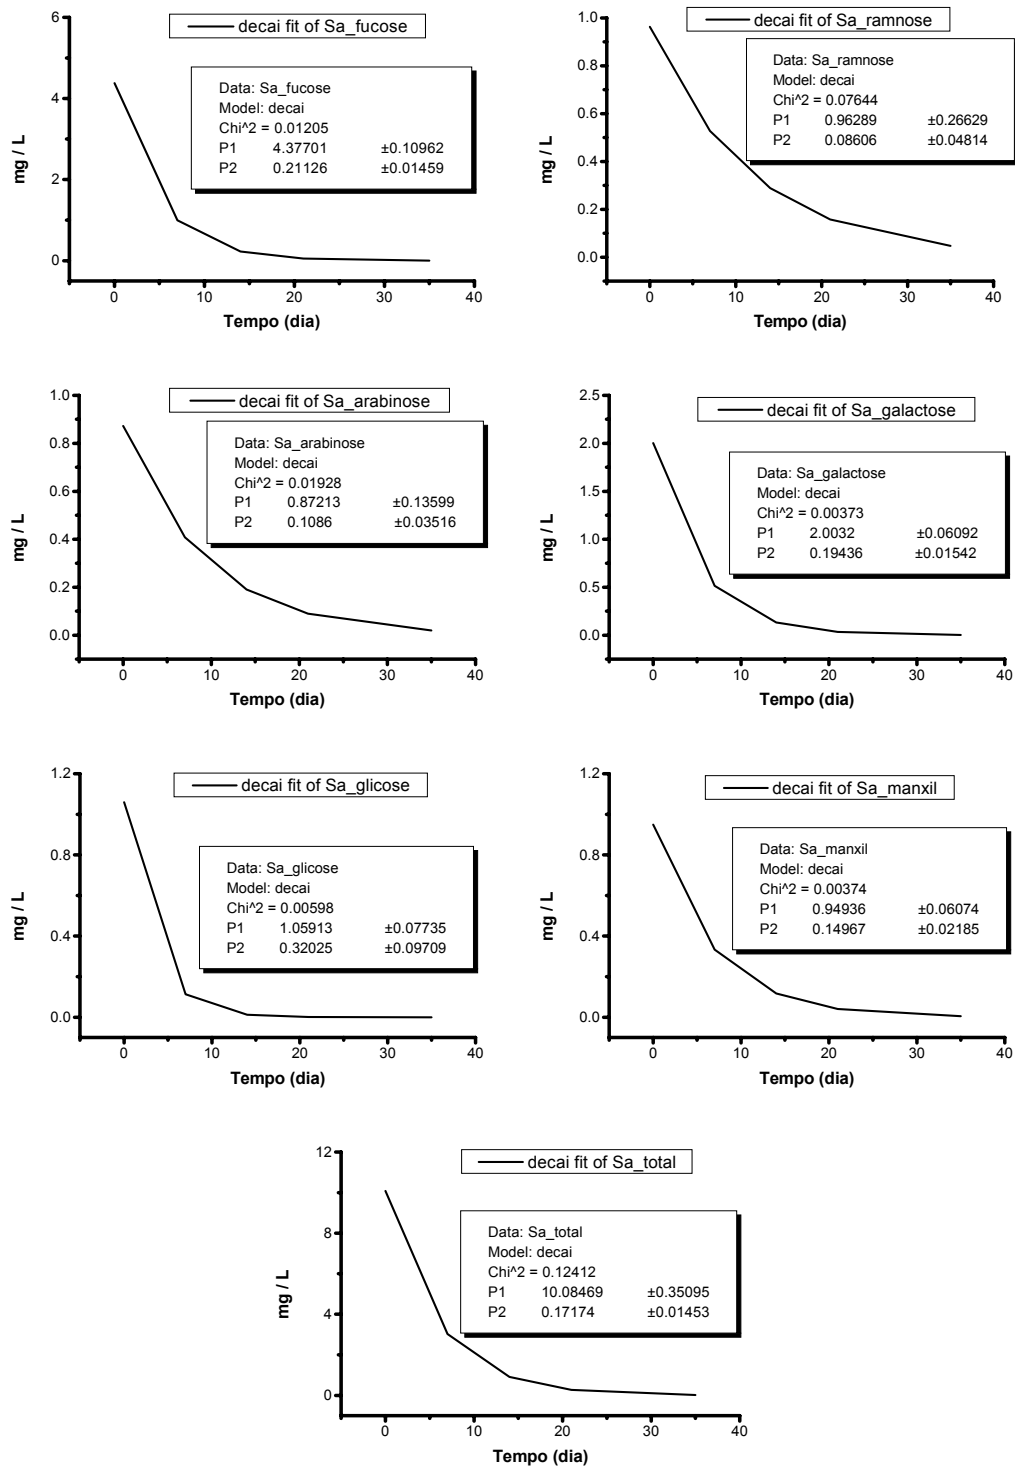 decai fit of Sa_fucose
Data: Sa_fucose
Model: decai
Chi^2 = 0.01205
P1 4.37701 ±0.10962
P2 0.21126 ±0.01459
6
4
2
0
mg / L
0 10 20 30 40
Tempo (dia)
decai fit of Sa_ramnose
Data: Sa_ramnose
Model: decai
Chi^2 = 0.07644
P1 0.96289 ±0.26629
P2 0.08606 ±0.04814
1.0
0.8
0.6
0.4
0.2
0.0
mg / L
0 10 20 30 40
Tempo (dia)
decai fit of Sa_arabinose
Data: Sa_arabinose
Model: decai
Chi^2 = 0.01928
P1 0.87213 ±0.13599
P2 0.1086 ±0.03516
1.0
0.8
0.6
0.4
0.2
0.0
mg / L
0 10 20 30 40
Tempo (dia)
decai fit of Sa_galactose
Data: Sa_galactose
Model: decai
Chi^2 = 0.00373
P1 2.0032 ±0.06092
P2 0.19436 ±0.01542
2.5
2.0
1.5
1.0
0.5
0.0
mg / L
0 10 20 30 40
Tempo (dia)
decai fit of Sa_glicose
Data: Sa_glicose
Model: decai
Chi^2 = 0.00598
P1 1.05913 ±0.07735
P2 0.32025 ±0.09709
1.2
0.8
0.4
0.0
mg / L
0 10 20 30 40
Tempo (dia)
decai fit of Sa_manxil
Data: Sa_manxil
Model: decai
Chi^2 = 0.00374
P1 0.94936 ±0.06074
P2 0.14967 ±0.02185
1.2
0.8
0.4
0.0
mg / L
0 10 20 30 40
Tempo (dia)
decai fit of Sa_total
Data: Sa_total
Model: decai
Chi^2 = 0.12412
P1 10.08469 ±0.35095
P2 0.17174 ±0.01453
12
8
4
0
mg / L
0 10 20 30 40
Tempo (dia)